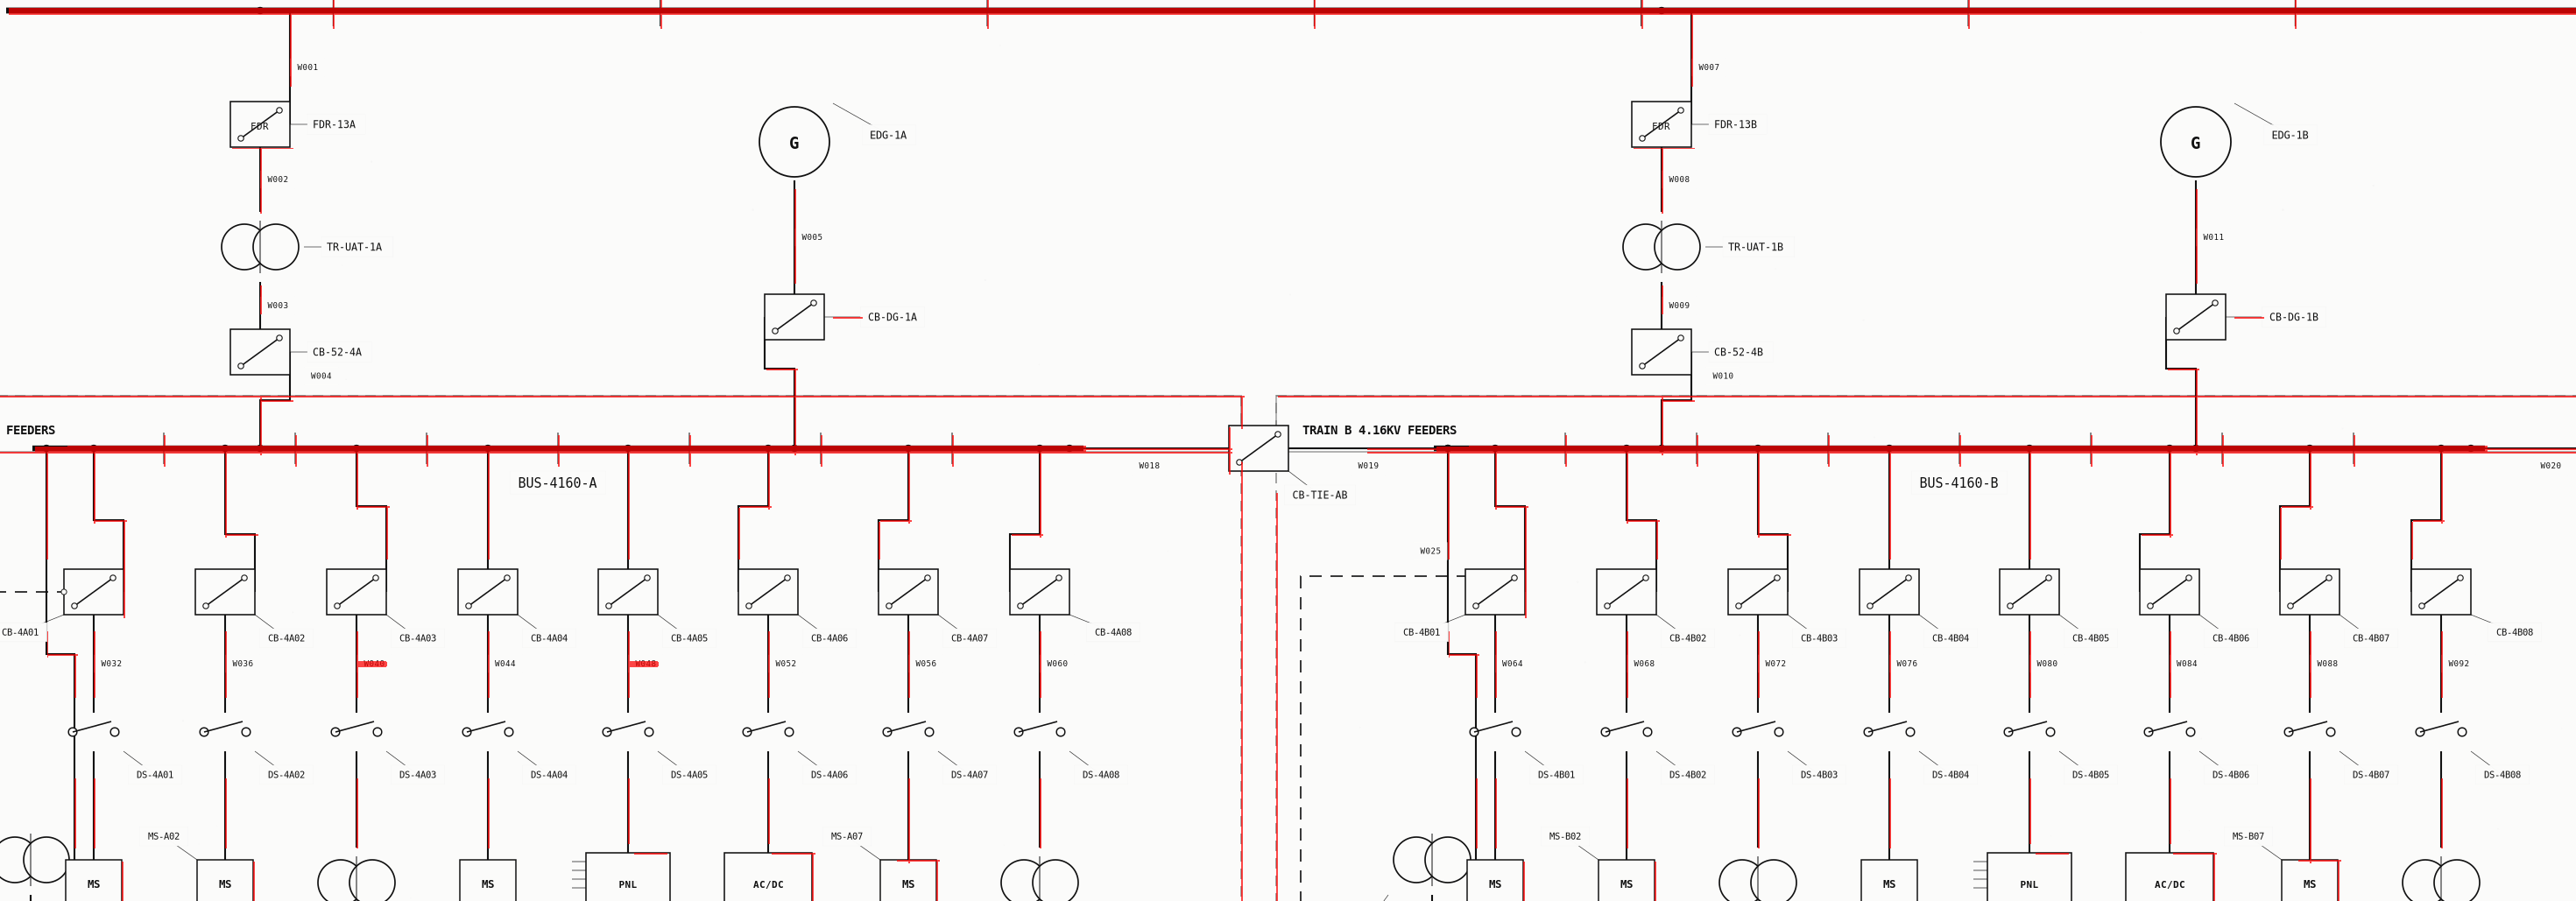 W001
W007
FDR
FDR-13A
EDG-1A
FDR
FDR-13B
EDG-1B
G
G
W002
W008
W005
W011
TR-UAT-1A
TR-UAT-1B
W003
W009
CB-DG-1A
CB-DG-1B
CB-52-4A
CB-52-4B
W004
W010
FEEDERS
TRAIN B 4.16KV FEEDERS
W018
W019
W020
BUS-4160-A
BUS-4160-B
CB-TIE-AB
W025
CB-4A01
CB-4A02
CB-4A03
CB-4A04
CB-4A05
CB-4A06
CB-4A07
CB-4A08
CB-4B01
CB-4B02
CB-4B03
CB-4B04
CB-4B05
CB-4B06
CB-4B07
CB-4B08
W032
W036
W040
W044
W048
W052
W056
W060
W064
W068
W072
W076
W080
W084
W088
W092
DS-4A01
DS-4A02
DS-4A03
DS-4A04
DS-4A05
DS-4A06
DS-4A07
DS-4A08
DS-4B01
DS-4B02
DS-4B03
DS-4B04
DS-4B05
DS-4B06
DS-4B07
DS-4B08
MS-A02
MS-A07
MS-B02
MS-B07
MS
MS
MS
PNL
AC/DC
MS
MS
MS
MS
PNL
AC/DC
MS